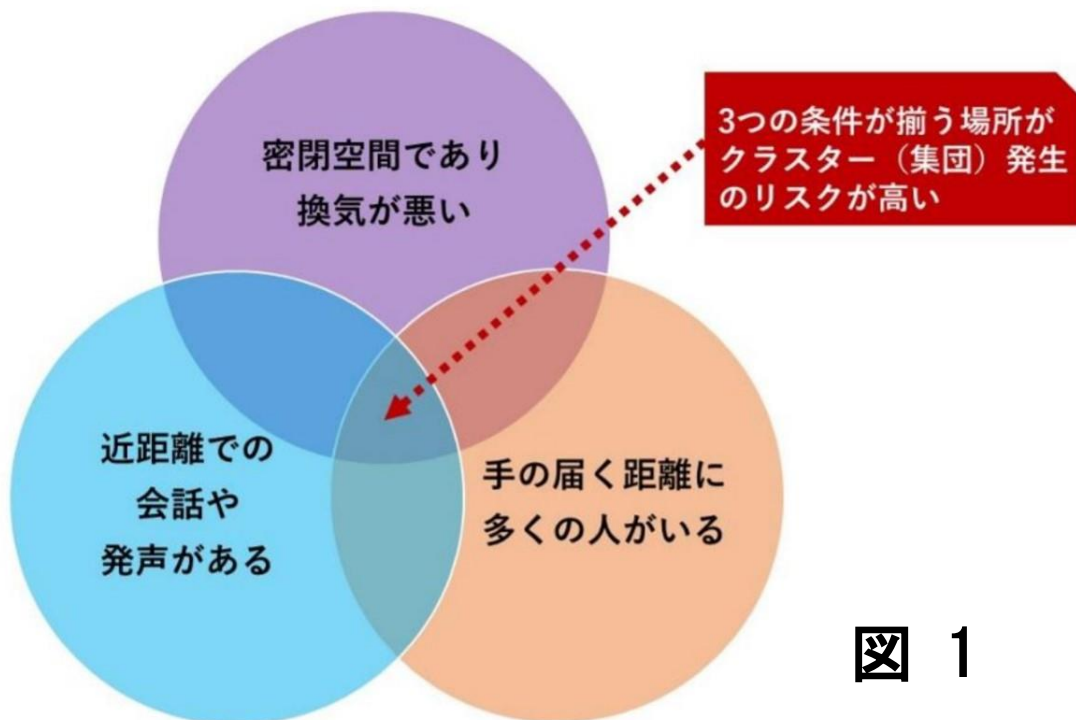 密閉空間であり
換気が悪い
3つの条件が揃う場所が
クラスター（集団）発生
のリスクが高い
近距離での
会話や
発声がある
手の届く距離に
多くの人がいる
図 1